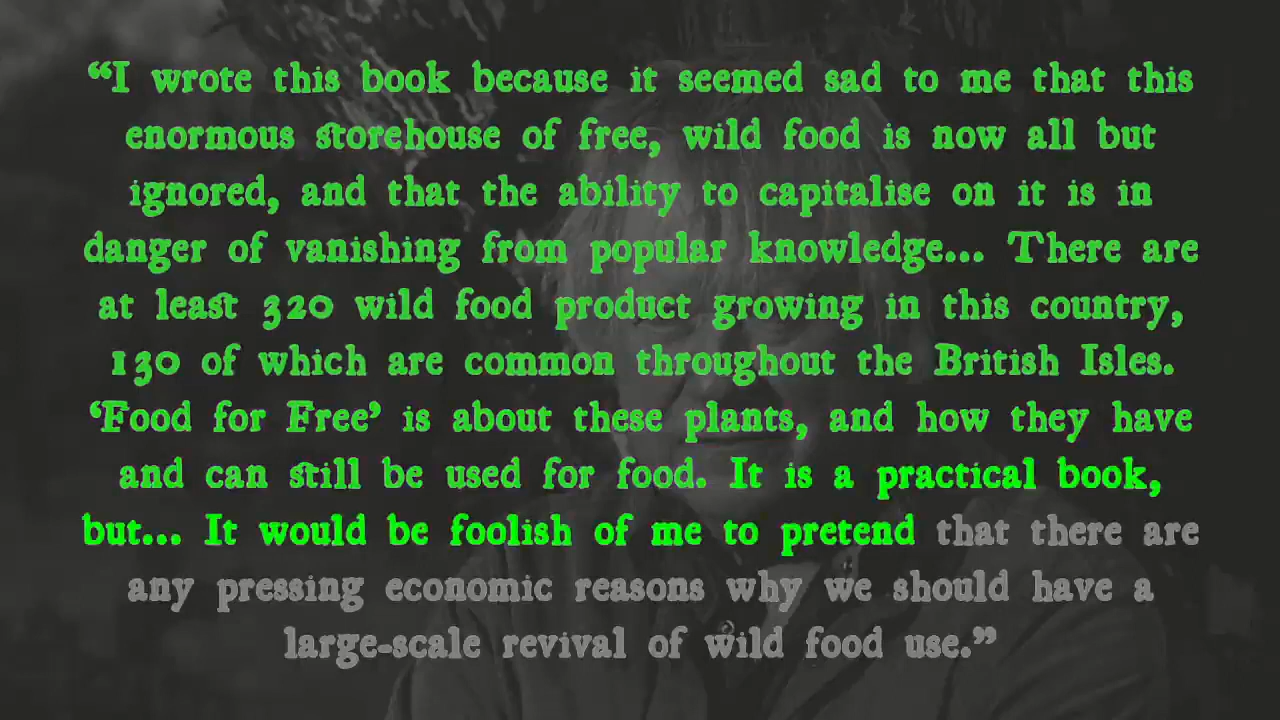 “I wrote this book because it seemed sad to me that this
enormous storehouse of free, wild food is now all but
ignored, and that the ability to capitalise on it is in
danger of vanishing from popular knowledge... There are
at least 320 wild food product growing in this country,
130 of which are common throughout the British Isles.
‘Food for Free’ is about these plants, and how they have
and can still be used for food. It is a practical book,
but... It would be foolish of me to pretend that there are
any pressing economic reasons why we should have a
large-scale revival of wild food use.”